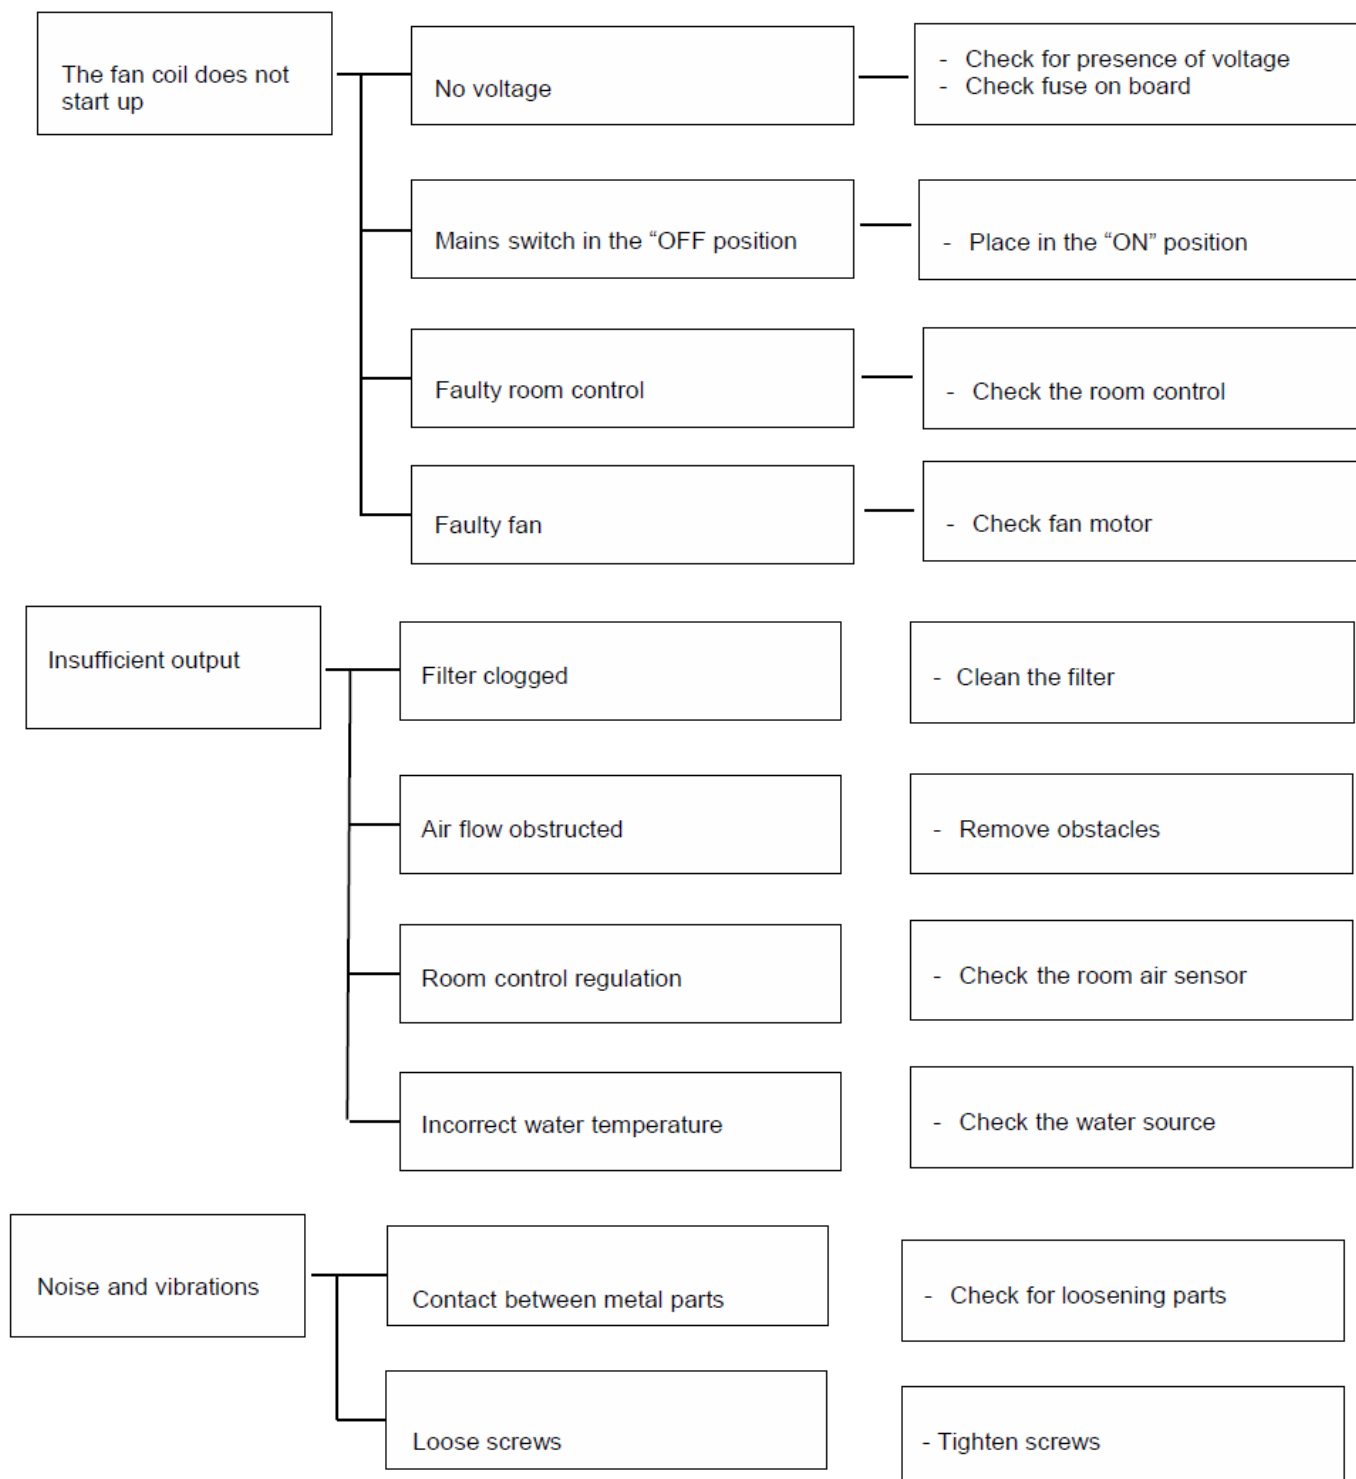 The fan coil does not
start up
No voltage
- Check for presence of voltage
- Check fuse on board
Mains switch in the “OFF position
- Place in the “ON” position
Faulty room control
- Check the room control
Faulty fan
- Check fan motor
Insufficient output
Filter clogged
- Clean the filter
Air flow obstructed
- Remove obstacles
Room control regulation
- Check the room air sensor
Incorrect water temperature
- Check the water source
Noise and vibrations
Contact between metal parts
- Check for loosening parts
Loose screws
- Tighten screws